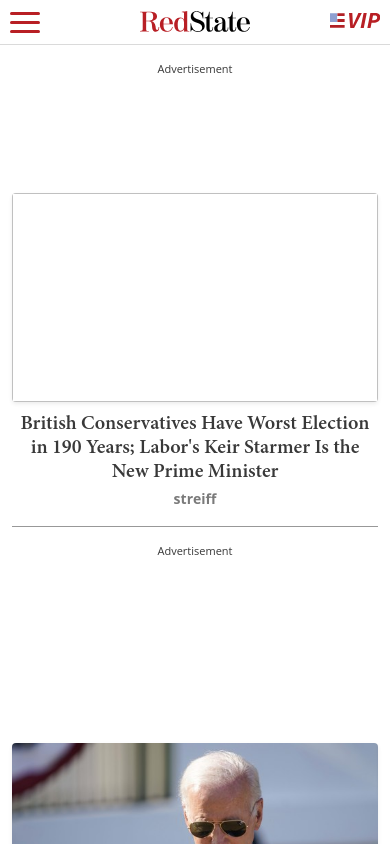 RedState
VIP
Advertisement
British Conservatives Have Worst Election
in 190 Years; Labor's Keir Starmer Is the
New Prime Minister
streiff
Advertisement